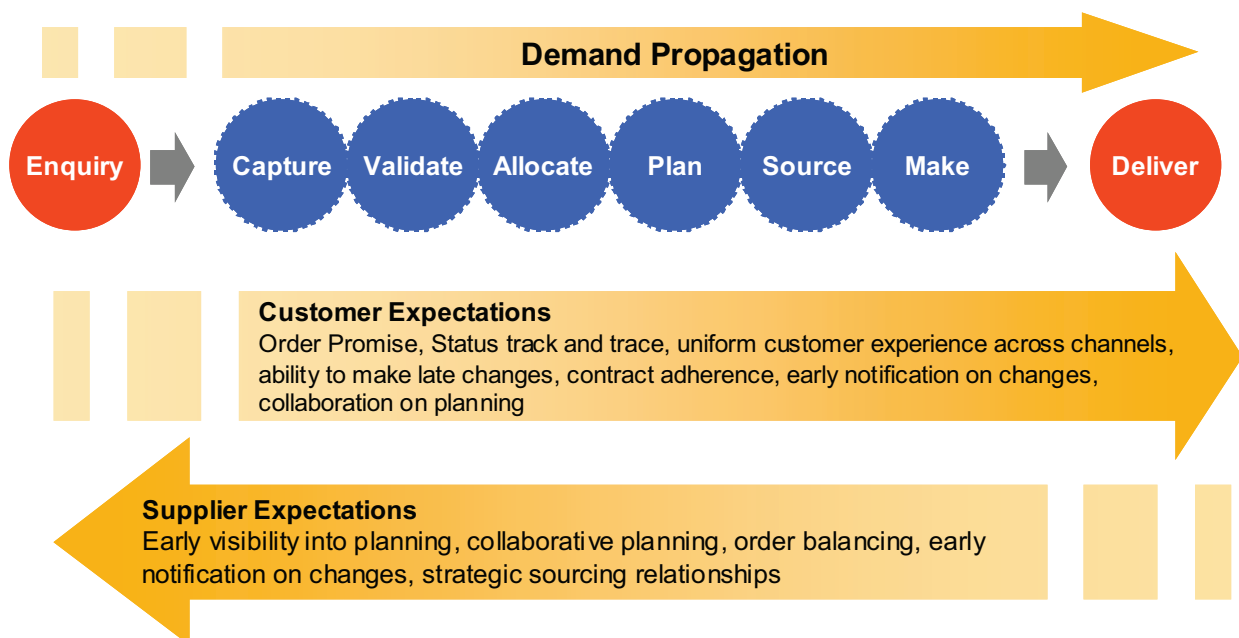 Demand Propagation
Enquiry
Capture
Validate
Allocate
Plan
Source
Make
Deliver
Customer Expectations
Order Promise, Status track and trace, uniform customer experience across channels,
ability to make late changes, contract adherence, early notification on changes,
collaboration on planning
Supplier Expectations
Early visibility into planning, collaborative planning, order balancing, early
notification on changes, strategic sourcing relationships